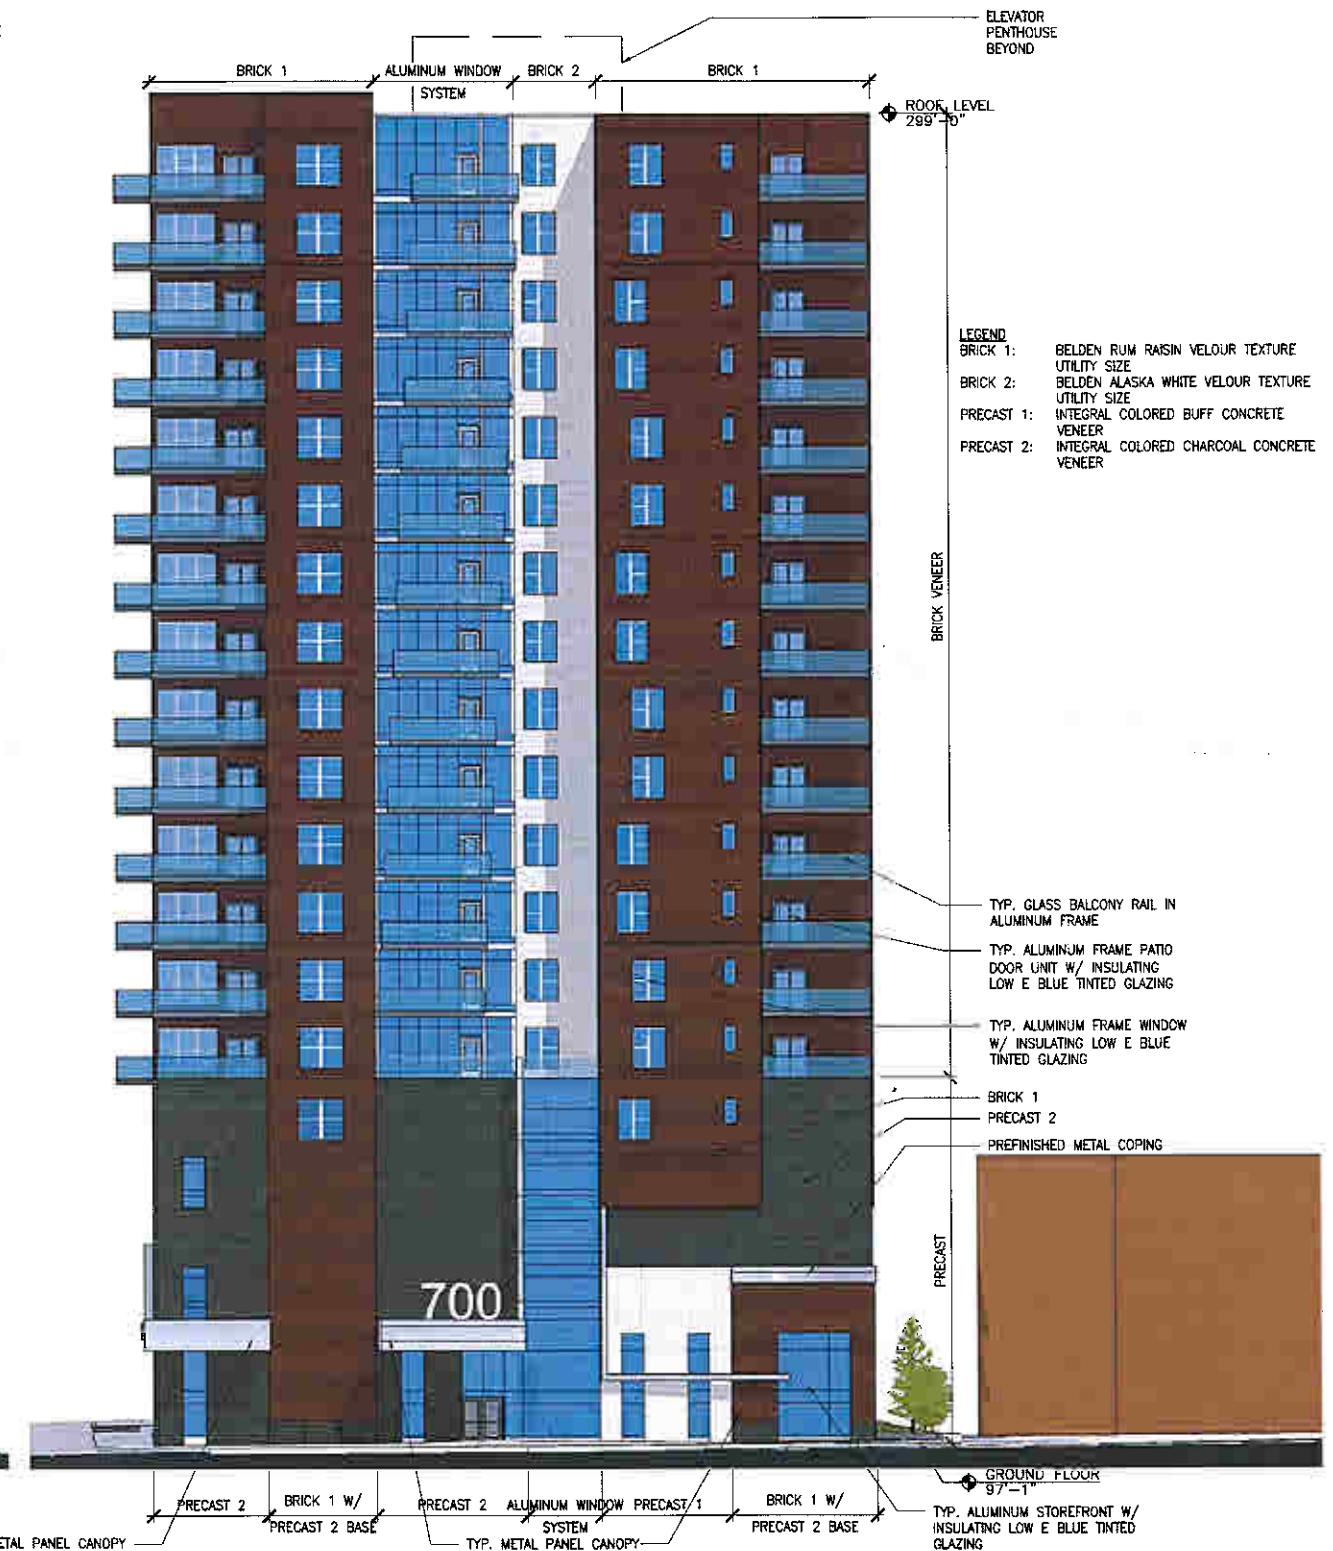 ELEVATOR
PENTHOUSE
BEYOND
BRICK 1
ALUMINUM WINDOW
SYSTEM
BRICK 2
BRICK 1
ROOF LEVEL
299'-0"
LEGEND
BRICK 1: BELDEN RUM RAISIN VELOUR TEXTURE
UTILITY SIZE
BRICK 2: BELDEN ALASKA WHITE VELOUR TEXTURE
UTILITY SIZE
PRECAST 1: INTEGRAL COLORED BUFF CONCRETE
VENEER
PRECAST 2: INTEGRAL COLORED CHARCOAL CONCRETE
VENEER
BRICK VENEER
TYP. GLASS BALCONY RAIL IN
ALUMINUM FRAME
TYP. ALUMINUM FRAME PATIO
DOOR UNIT W/ INSULATING
LOW E BLUE TINTED GLAZING
TYP. ALUMINUM FRAME WINDOW
W/ INSULATING LOW E BLUE
TINTED GLAZING
BRICK 1
PRECAST 2
PREFINISHED METAL COPING
PRECAST
700
GROUND FLOOR
97'-1"
PRECAST 2
BRICK 1 W/
PRECAST 2 BASE
PRECAST 2
ALUMINUM WINDOW
SYSTEM
PRECAST 1
BRICK 1 W/
PRECAST 2 BASE
TYP. ALUMINUM STOREFRONT W/
INSULATING LOW E BLUE TINTED
GLAZING
ETAL PANEL CANOPY
TYP. METAL PANEL CANOPY